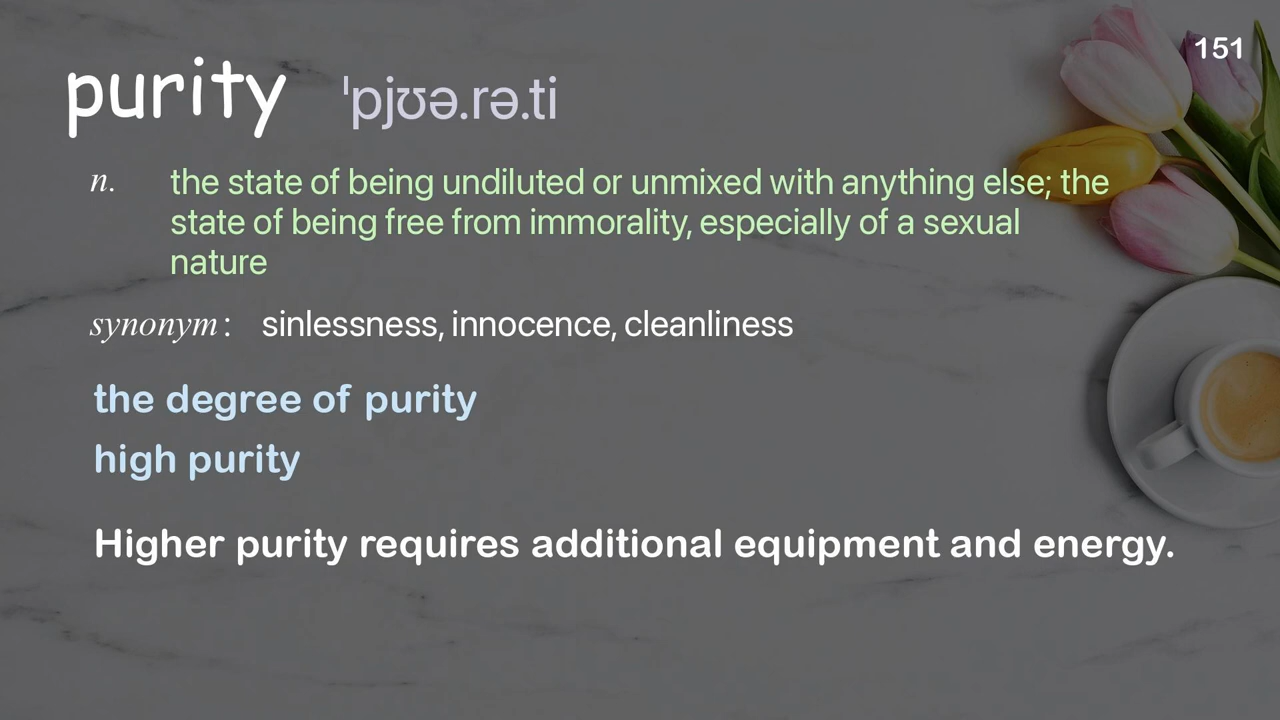 151
purity ˈpjʊə.rə.ti
n. the state of being undiluted or unmixed with anything else; the
state of being free from immorality, especially of a sexual
nature
synonym: sinlessness, innocence, cleanliness
the degree of purity
high purity
Higher purity requires additional equipment and energy.